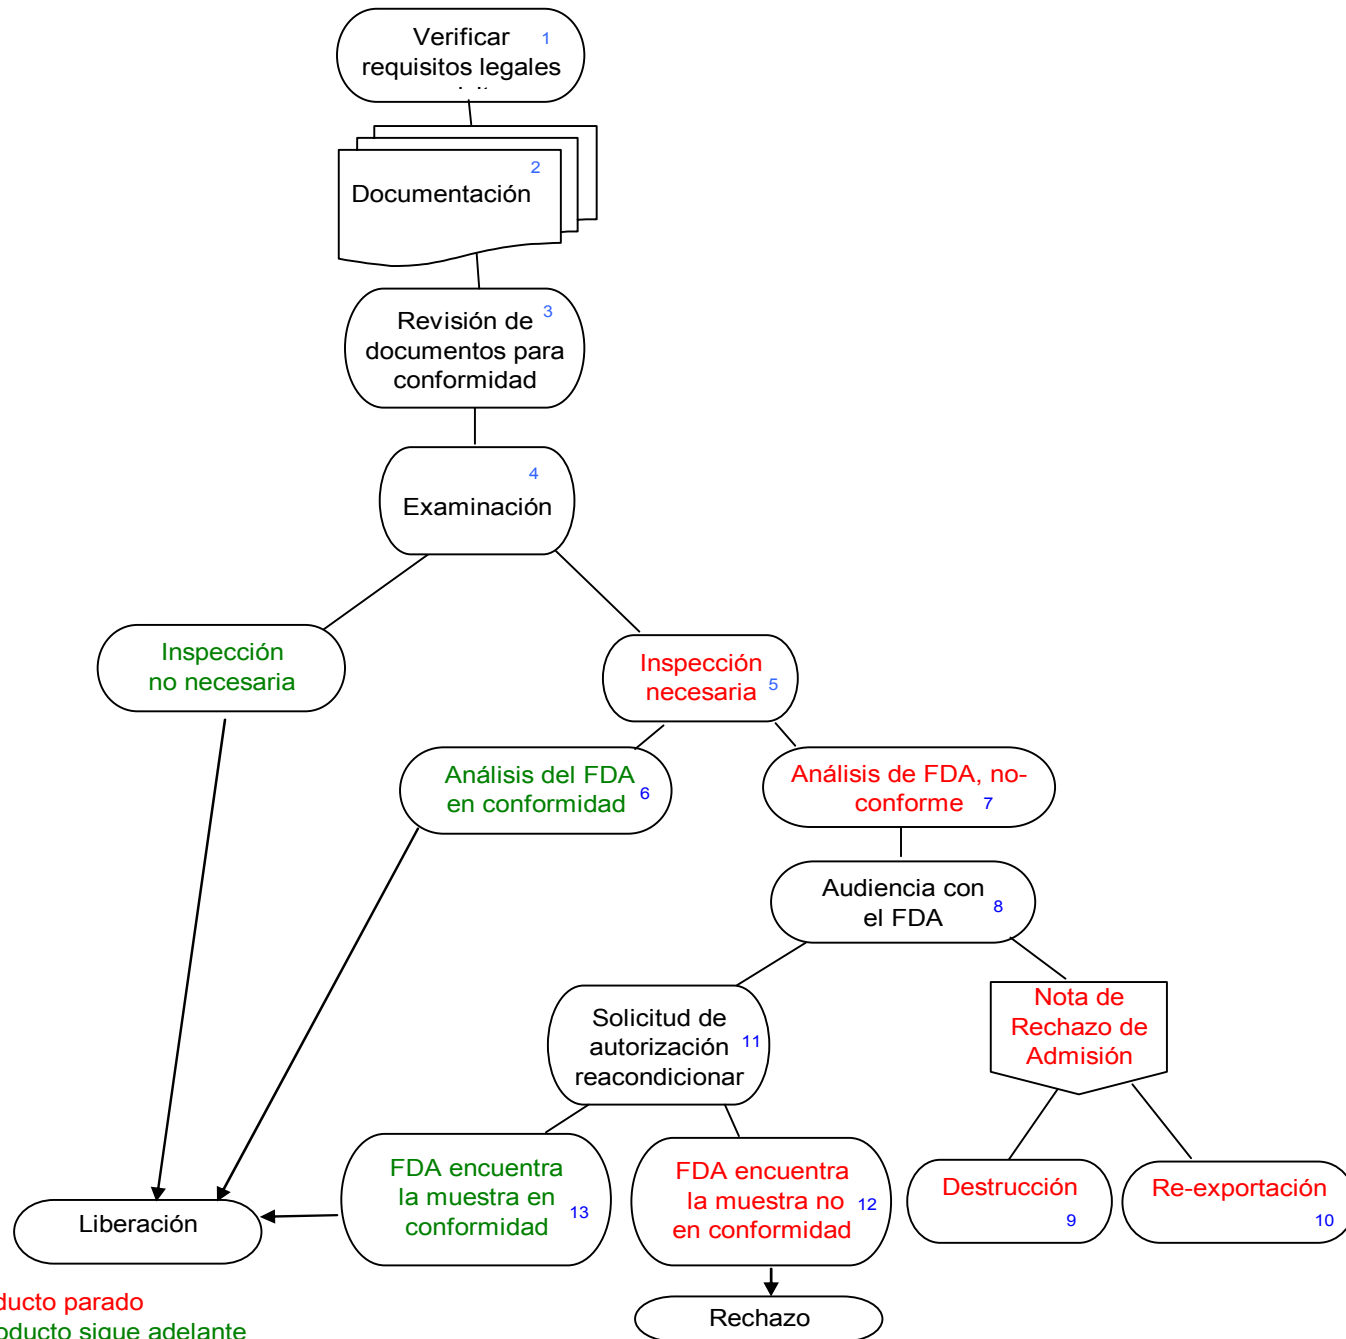 Verificar 1
requisitos legales
Documentación 2
Revisión de 3
documentos para
conformidad
4
Examinación
Inspección
no necesaria
Inspección
necesaria 5
Análisis del FDA
en conformidad 6
Análisis de FDA, no-
conforme 7
Audiencia con
el FDA 8
Solicitud de
autorización 11
reacondicionar
Nota de
Rechazo de
Admisión
FDA encuentra
la muestra en
conformidad 13
FDA encuentra
la muestra no 12
en conformidad
Destrucción
9
Re-exportación
10
Liberación
Rechazo
ducto parado
oducto sigue adelante